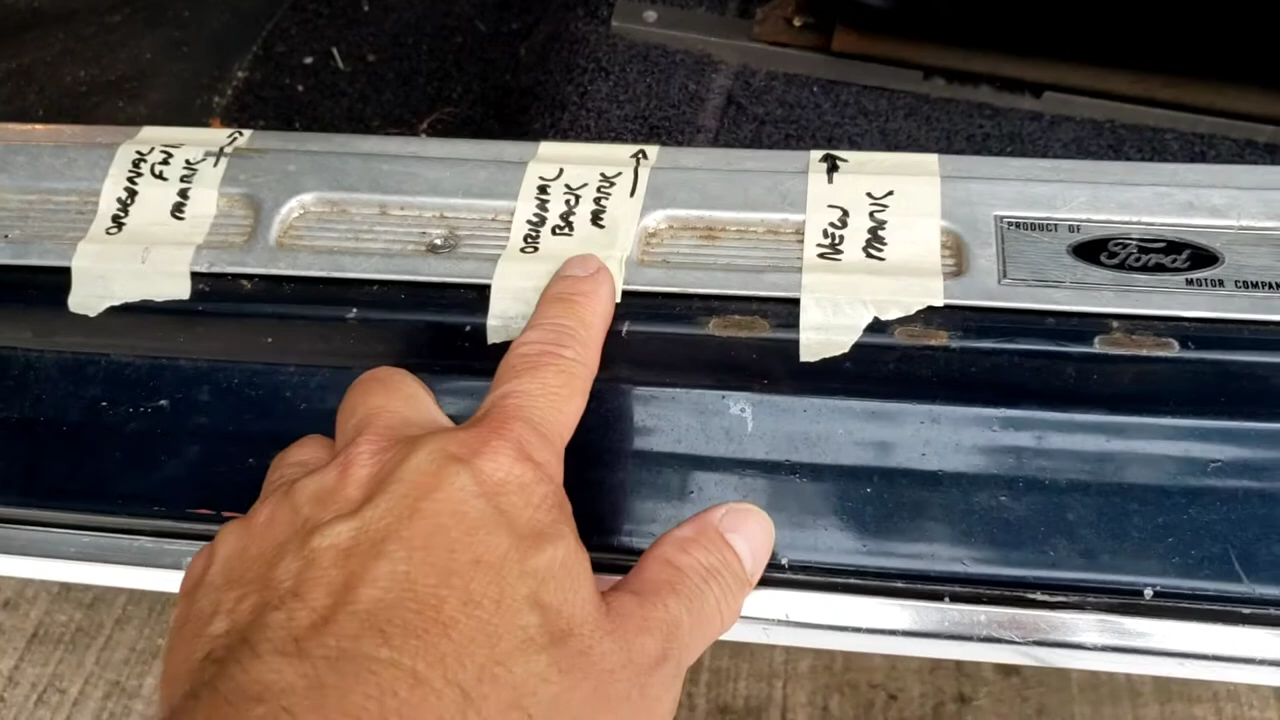 ORIGINAL
FWD
MARK
ORIGINAL
BACK
MARK
NEW
MARK
PRODUCT OF
Ford
MOTOR COMPAN